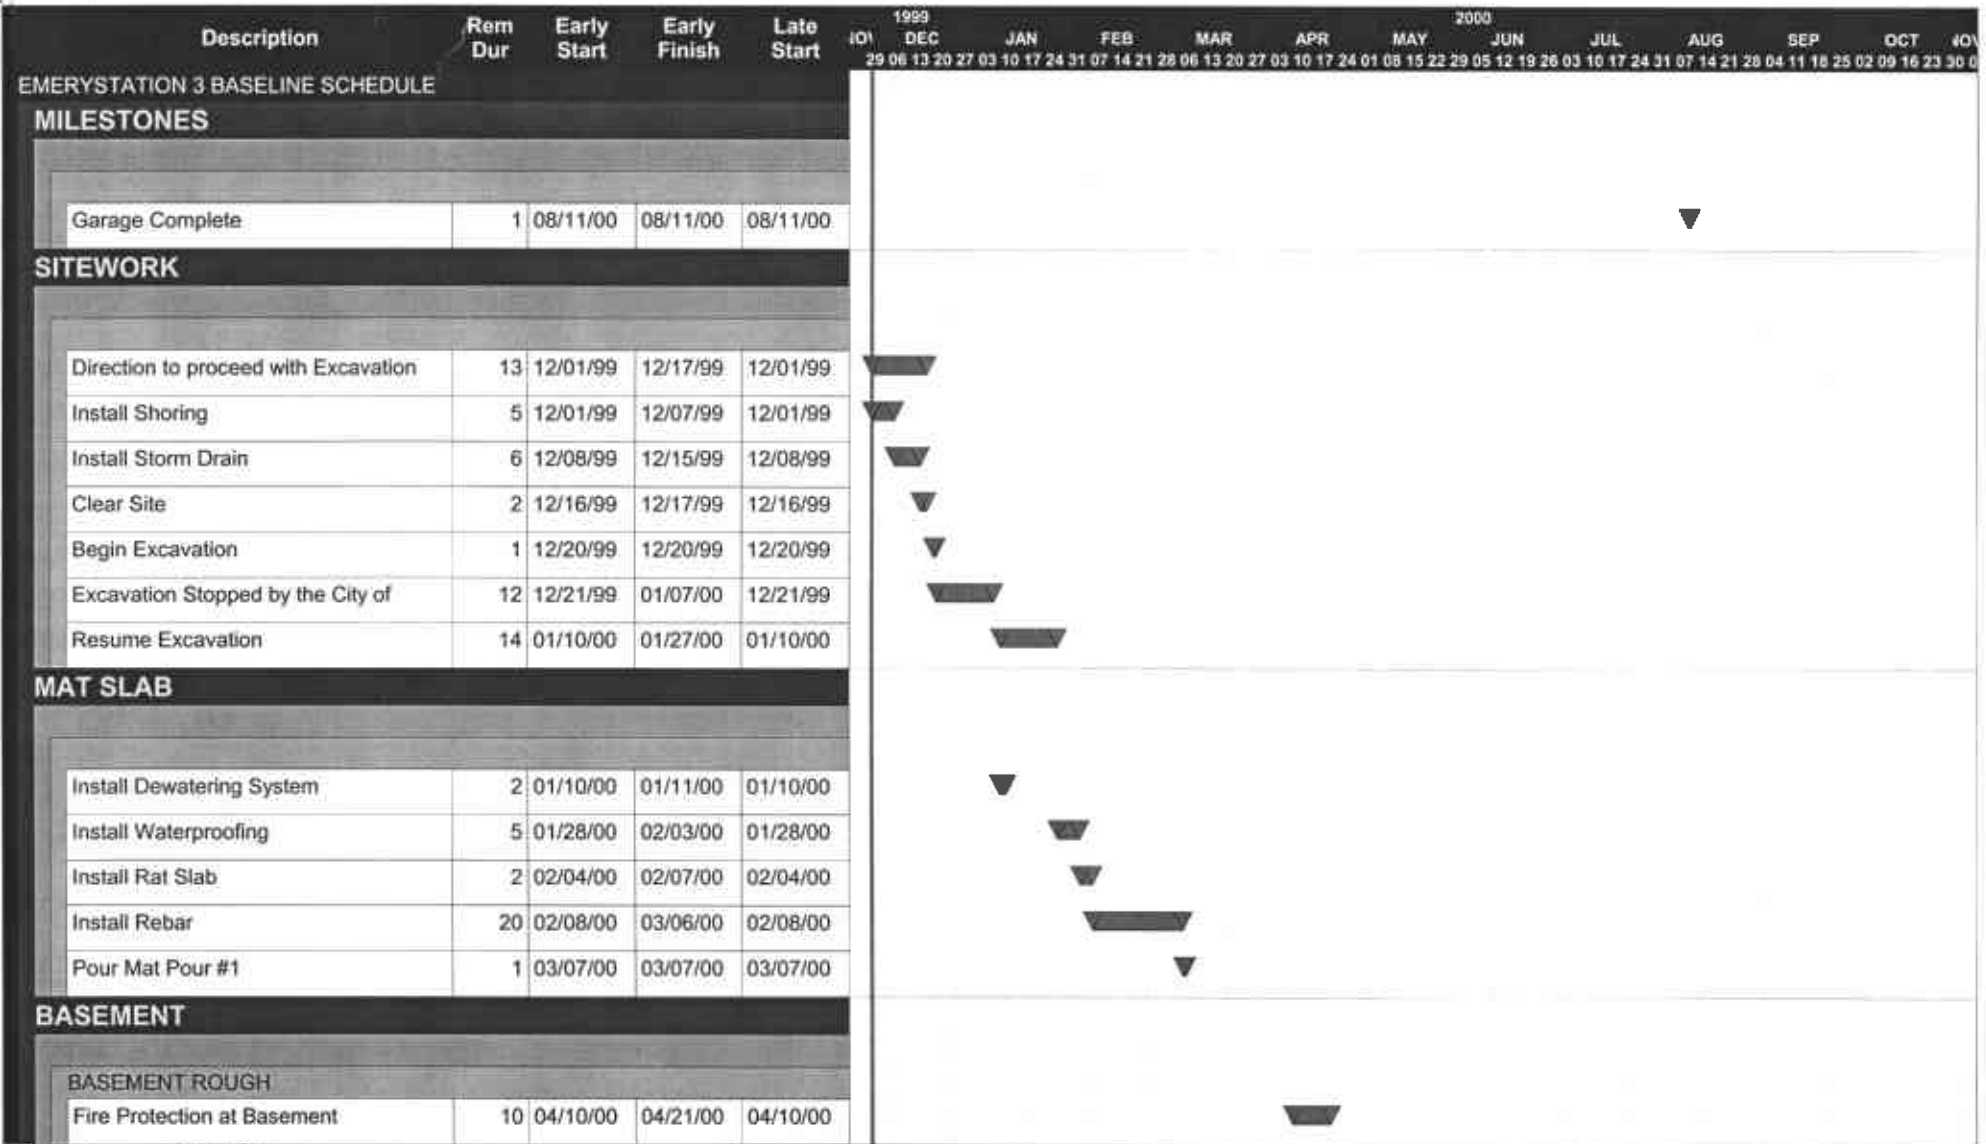 1999 2000
Description Rem Dur Early Start Early Finish Late Start
DEC JAN FEB MAR APR MAY JUN JUL AUG SEP OCT
29 06 13 20 27 03 10 17 24 31 07 14 21 28 06 13 20 27 03 10 17 24 01 08 15 22 29 05 12 19 26 03 10 17 24 31 07 14 21 28 04 11 18 25 02 09 16 23 30
EMERYSTATION 3 BASELINE SCHEDULE
MILESTONES
Garage Complete 1 08/11/00 08/11/00 08/11/00
SITEWORK
Direction to proceed with Excavation 13 12/01/99 12/17/99 12/01/99
Install Shoring 5 12/01/99 12/07/99 12/01/99
Install Storm Drain 6 12/08/99 12/15/99 12/08/99
Clear Site 2 12/16/99 12/17/99 12/16/99
Begin Excavation 1 12/20/99 12/20/99 12/20/99
Excavation Stopped by the City of 12 12/21/99 01/07/00 12/21/99
Resume Excavation 14 01/10/00 01/27/00 01/10/00
MAT SLAB
Install Dewatering System 2 01/10/00 01/11/00 01/10/00
Install Waterproofing 5 01/28/00 02/03/00 01/28/00
Install Rat Slab 2 02/04/00 02/07/00 02/04/00
Install Rebar 20 02/08/00 03/06/00 02/08/00
Pour Mat Pour #1 1 03/07/00 03/07/00 03/07/00
BASEMENT
BASEMENT ROUGH
Fire Protection at Basement 10 04/10/00 04/21/00 04/10/00